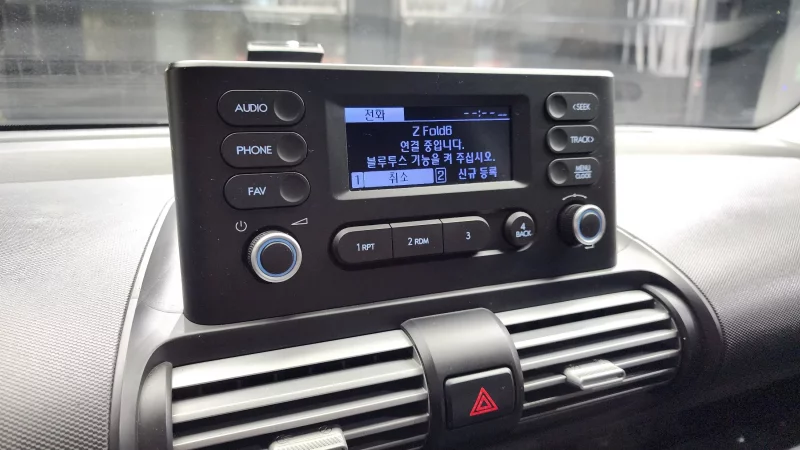 AUDIO
PHONE
FAV
전화 --:-- --
Z Fold6
연결 중입니다.
블루투스 기능을 켜 주십시오.
1 취소 2 신규 등록
<SEEK
TRACK>
MENU
CLOCK
1 RPT
2 RDM
3
4
BACK